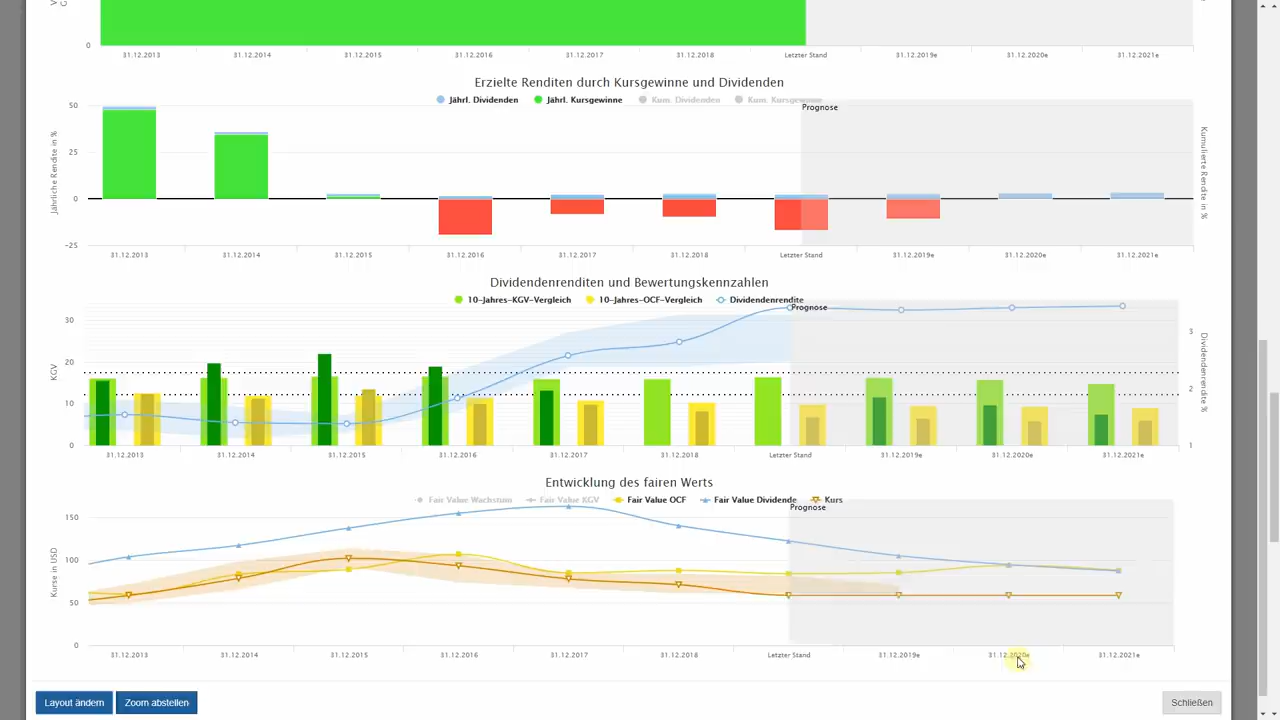 0
31.12.2013 31.12.2014 31.12.2015 31.12.2016 31.12.2017 31.12.2018 Letzter Stand 31.12.2019e 31.12.2020e 31.12.2021e
Erzielte Renditen durch Kursgewinne und Dividenden
Jährl. Dividenden Jährl. Kursgewinne Kum. Dividenden Kum. Kursgewinne
Prognose
Jährliche Rendite in %
50
25
0
-25
Kumulierte Rendite in %
31.12.2013 31.12.2014 31.12.2015 31.12.2016 31.12.2017 31.12.2018 Letzter Stand 31.12.2019e 31.12.2020e 31.12.2021e
Dividendenrenditen und Bewertungskennzahlen
10-Jahres-KGV-Vergleich 10-Jahres-OCF-Vergleich Dividendenrendite
Prognose
KGV
30
20
10
0
3
2
1
Dividendenrendite %
31.12.2013 31.12.2014 31.12.2015 31.12.2016 31.12.2017 31.12.2018 Letzter Stand 31.12.2019e 31.12.2020e 31.12.2021e
Entwicklung des fairen Werts
Fair Value Wachstum Fair Value KGV Fair Value OCF Fair Value Dividende Kurs
Prognose
Kurse in USD
150
100
50
0
31.12.2013 31.12.2014 31.12.2015 31.12.2016 31.12.2017 31.12.2018 Letzter Stand 31.12.2019e 31.12.2020e 31.12.2021e
Layout ändern Zoom abstellen Schließen